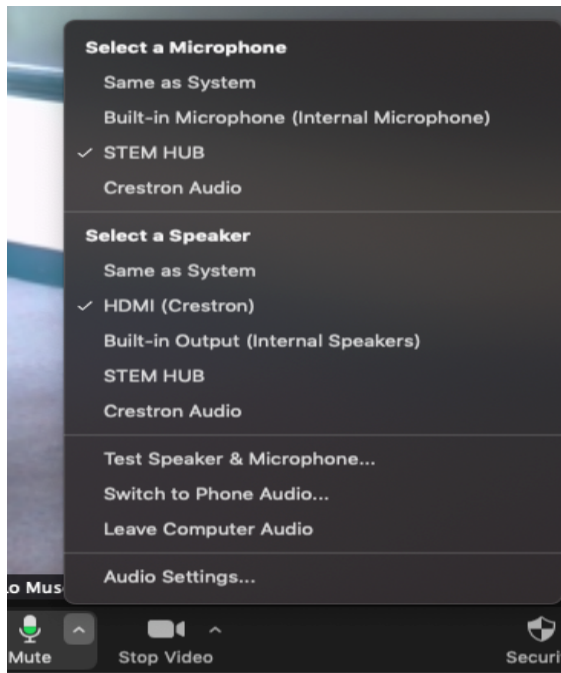 Select a Microphone
Same as System
Built-in Microphone (Internal Microphone)
✓ STEM HUB
Crestron Audio
Select a Speaker
Same as System
✓ HDMI (Crestron)
Built-in Output (Internal Speakers)
STEM HUB
Crestron Audio
Test Speaker & Microphone...
Switch to Phone Audio...
Leave Computer Audio
Audio Settings...
o Mus
Mute
Stop Video
Securi